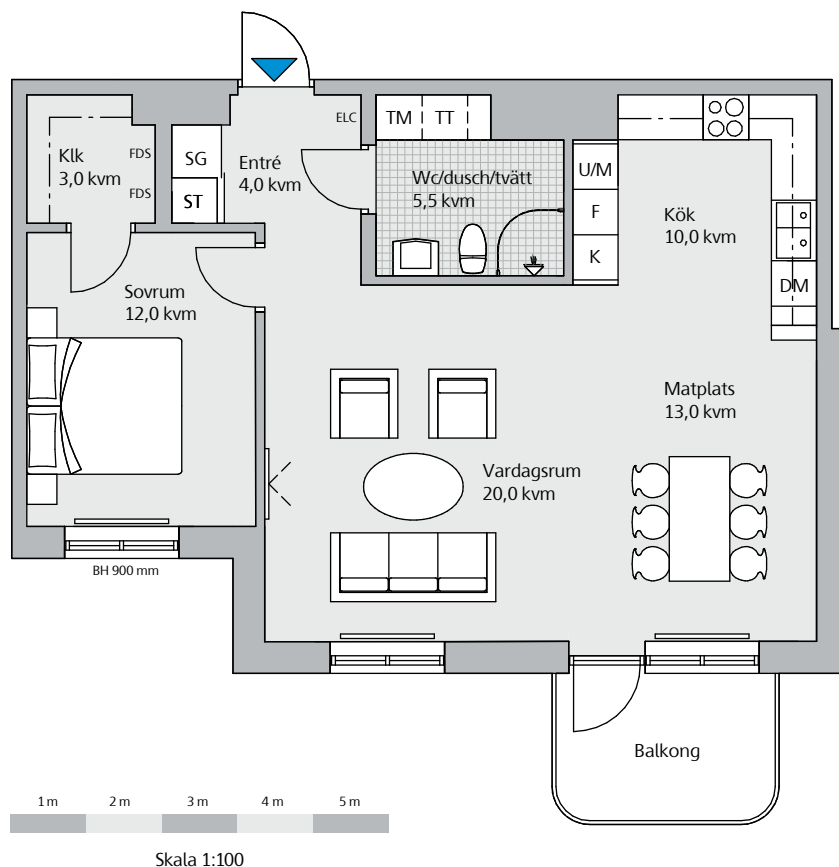 ELC
TM
TT
Klk
3,0 kvm
FDS
FDS
SG
ST
Entré
4,0 kvm
Wc/dusch/tvätt
5,5 kvm
U/M
F
K
Kök
10,0 kvm
DM
Sovrum
12,0 kvm
Matplats
13,0 kvm
Vardagsrum
20,0 kvm
BH 900 mm
Balkong
1 m 2 m 3 m 4 m 5 m
Skala 1:100